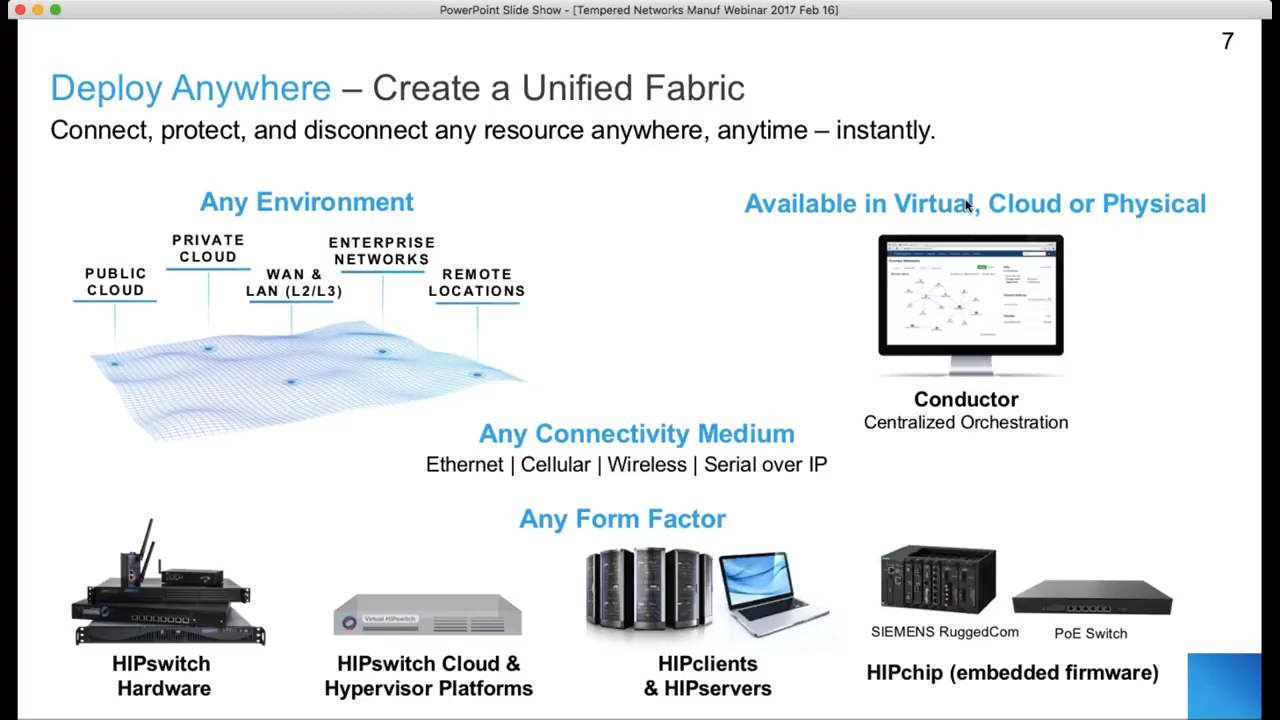 PowerPoint Slide Show - [Tempered Networks Manuf Webinar 2017 Feb 16]
7
Deploy Anywhere – Create a Unified Fabric
Connect, protect, and disconnect any resource anywhere, anytime – instantly.
Any Environment
PUBLIC
CLOUD
PRIVATE
CLOUD
WAN &
LAN (L2/L3)
ENTERPRISE
NETWORKS
REMOTE
LOCATIONS
Available in Virtual, Cloud or Physical
Conductor
Centralized Orchestration
Any Connectivity Medium
Ethernet | Cellular | Wireless | Serial over IP
Any Form Factor
HIPswitch
Hardware
Virtual HIPswitch
HIPswitch Cloud &
Hypervisor Platforms
HIPclients
& HIPservers
SIEMENS RuggedCom
PoE Switch
HIPchip (embedded firmware)